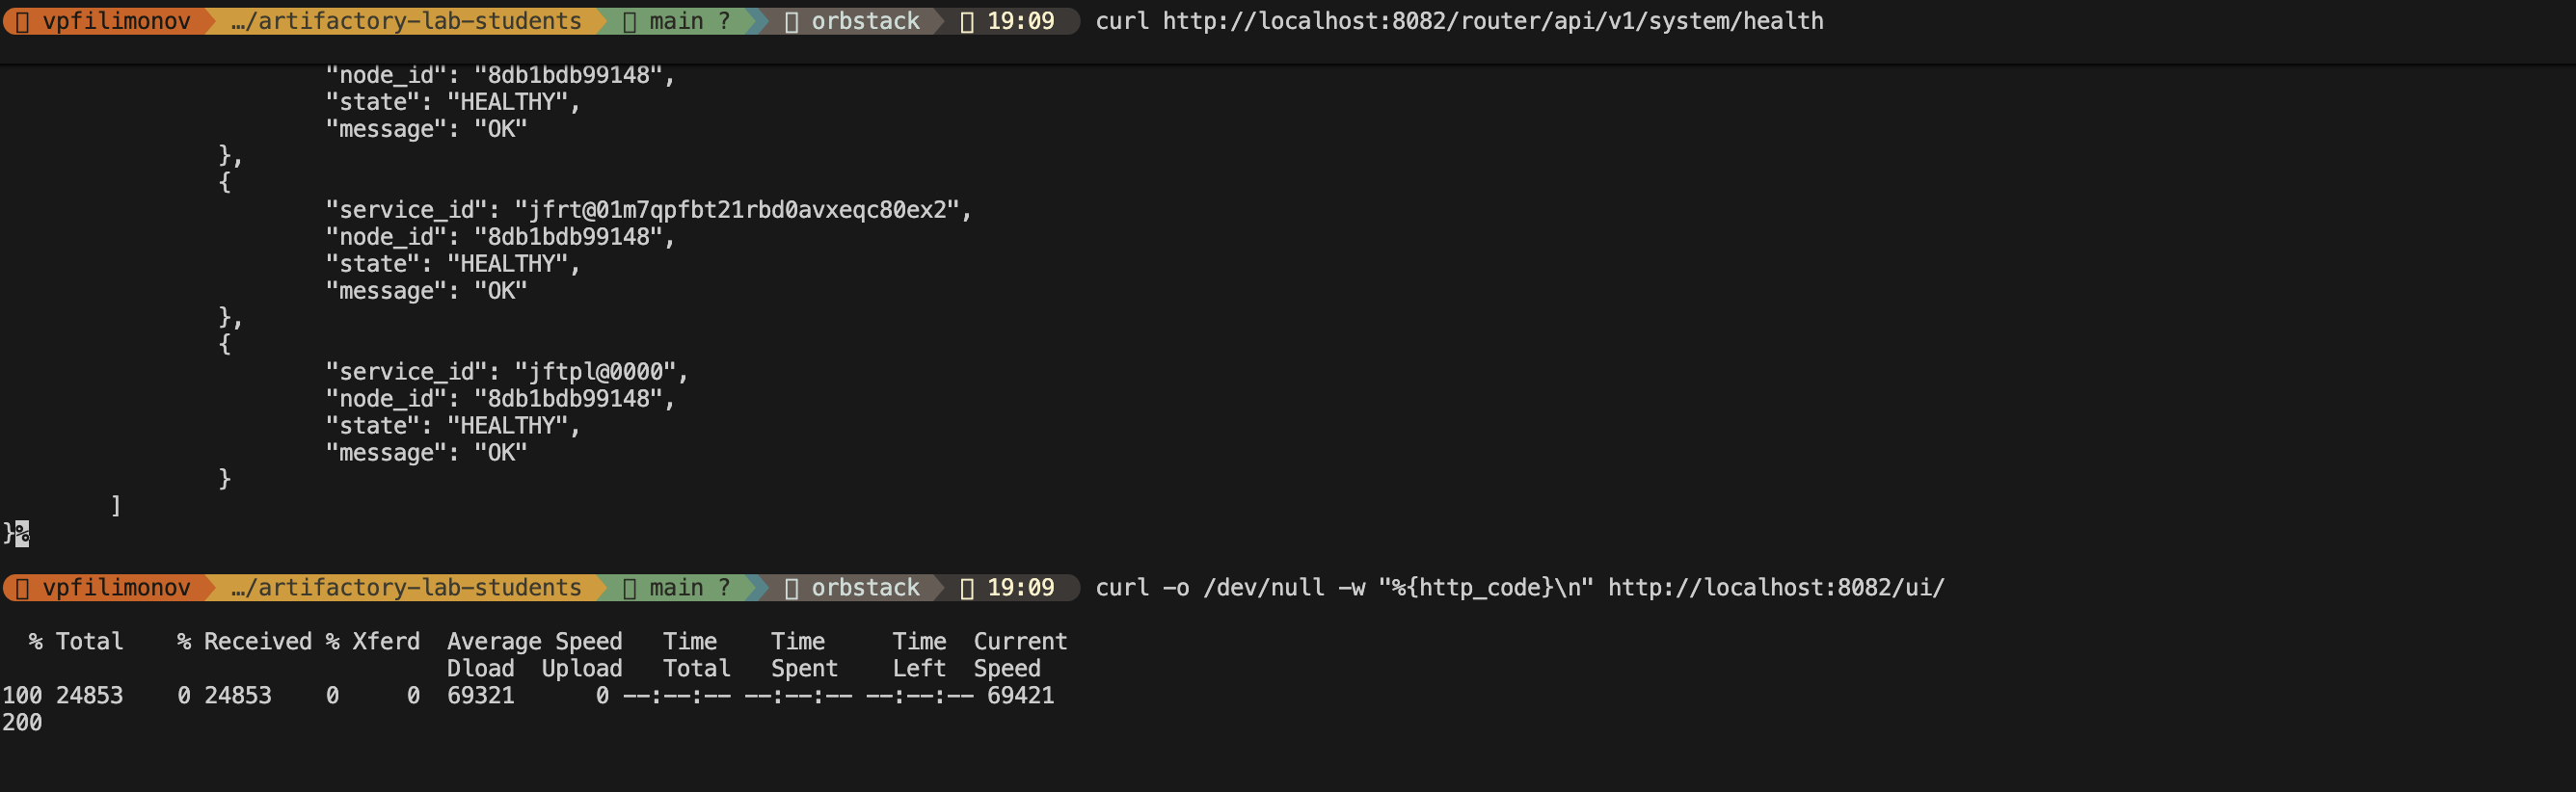 vpfilimonov …/artifactory-lab-students main ? orbstack 19:09 curl http://localhost:8082/router/api/v1/system/health
"node_id": "8db1bdb99148",
"state": "HEALTHY",
"message": "OK"
},
{
"service_id": "jfrt@01m7qpfbt21rbd0avxeqc80ex2",
"node_id": "8db1bdb99148",
"state": "HEALTHY",
"message": "OK"
},
{
"service_id": "jftpl@0000",
"node_id": "8db1bdb99148",
"state": "HEALTHY",
"message": "OK"
}
]
}%
vpfilimonov …/artifactory-lab-students main ? orbstack 19:09 curl -o /dev/null -w "%{http_code}\n" http://localhost:8082/ui/
% Total % Received % Xferd Average Speed Time Time Time Current
Dload Upload Total Spent Left Speed
100 24853 0 24853 0 0 69321 0 --:--:-- --:--:-- --:--:-- 69421
200